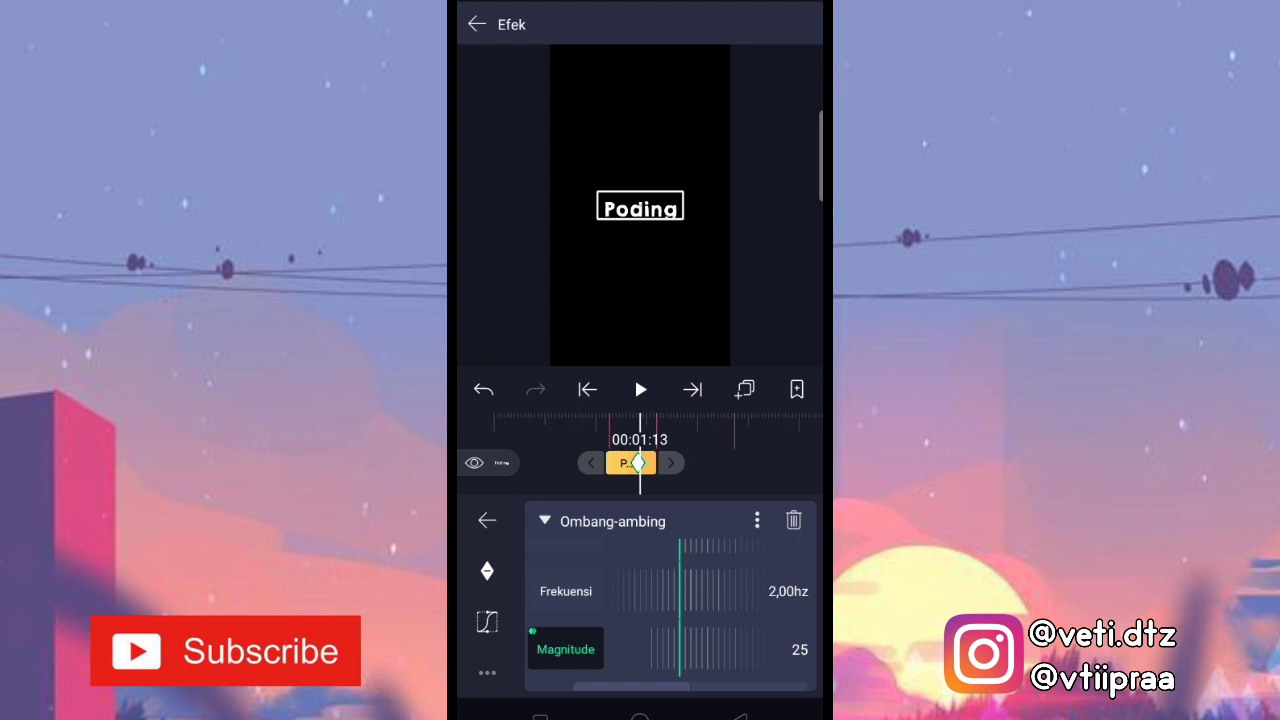 Efek
Poding
00:01:13
P...
Ombang-ambing
Frekuensi
2,00hz
Magnitude
25
Subscribe
@veti.dtz
@vtiipraa